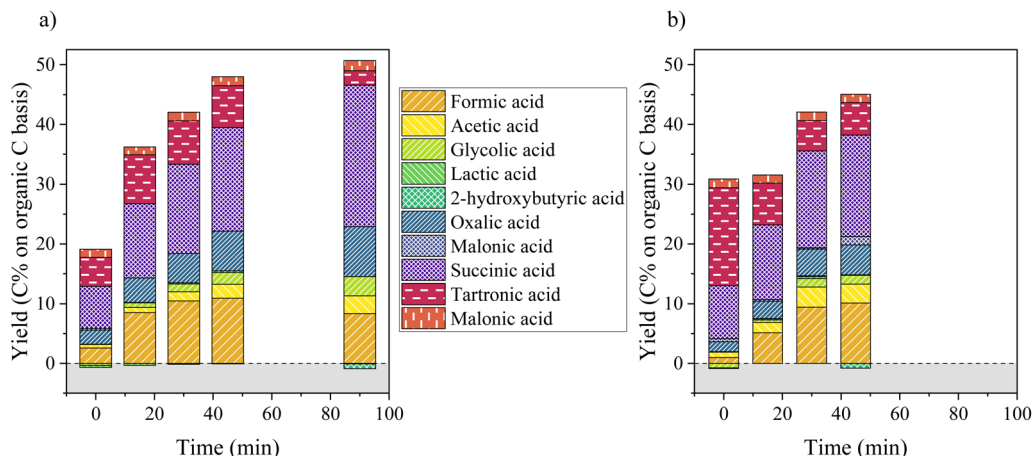 a)
50
40
30
20
10
0
Yield (C% on organic C basis)
0 20 40 60 80 100
Time (min)
Formic acid
Acetic acid
Glycolic acid
Lactic acid
2-hydroxybutyric acid
Oxalic acid
Malonic acid
Succinic acid
Tartronic acid
Malonic acid
b)
50
40
30
20
10
0
Yield (C% on organic C basis)
0 20 40 60 80 100
Time (min)